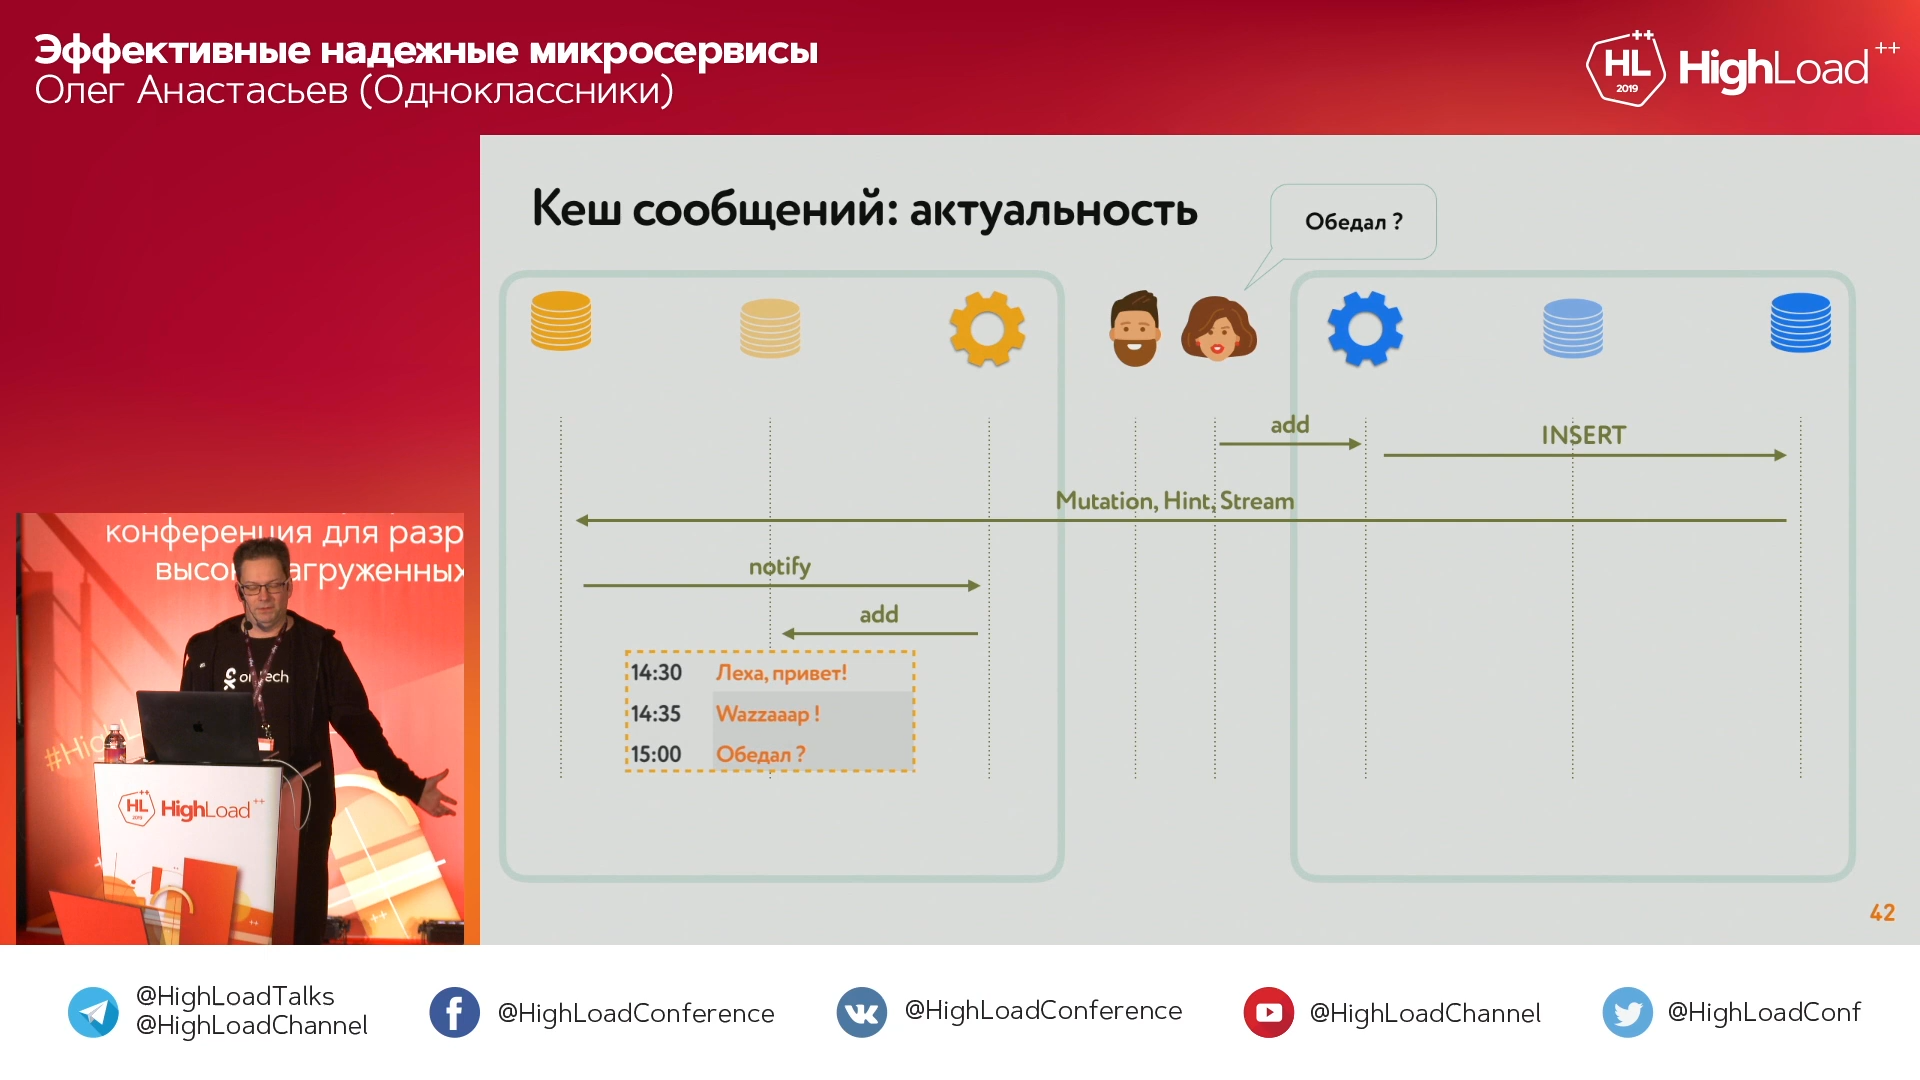 Эффективные надежные микросервисы
Олег Анастасьев (Одноклассники)
HL
2019
HighLoad++
Кеш сообщений: актуальность
Обедал ?
add
INSERT
Mutation, Hint, Stream
notify
add
14:30 Леха, привет!
14:35 Wazzaaap !
15:00 Обедал ?
42
конференция для разр
HL
2019
HighLoad++
@HighLoadTalks
@HighLoadChannel
@HighLoadConference
@HighLoadConference
@HighLoadChannel
@HighLoadConf